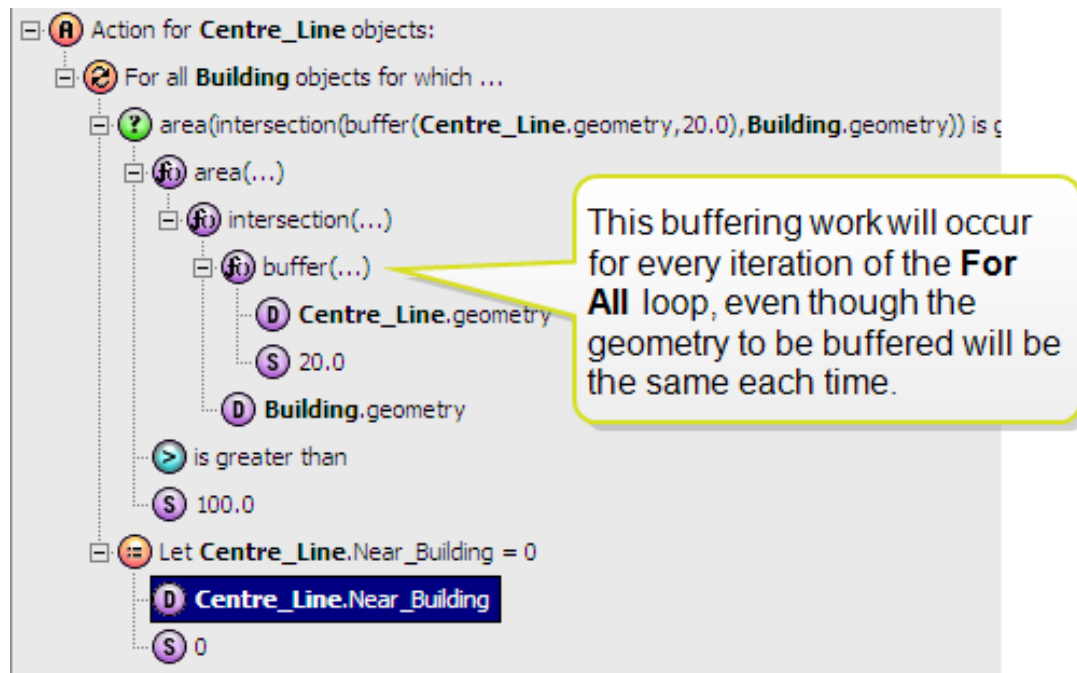 A Action for Centre_Line objects:
For all Building objects for which ...
? area(intersection(buffer(Centre_Line.geometry,20.0),Building.geometry)) is g
f() area(...)
f() intersection(...)
f() buffer(...)
D Centre_Line.geometry
S 20.0
D Building.geometry
> is greater than
S 100.0
:= Let Centre_Line.Near_Building = 0
D Centre_Line.Near_Building
S 0
This buffering work will occur
for every iteration of the For
All loop, even though the
geometry to be buffered will be
the same each time.